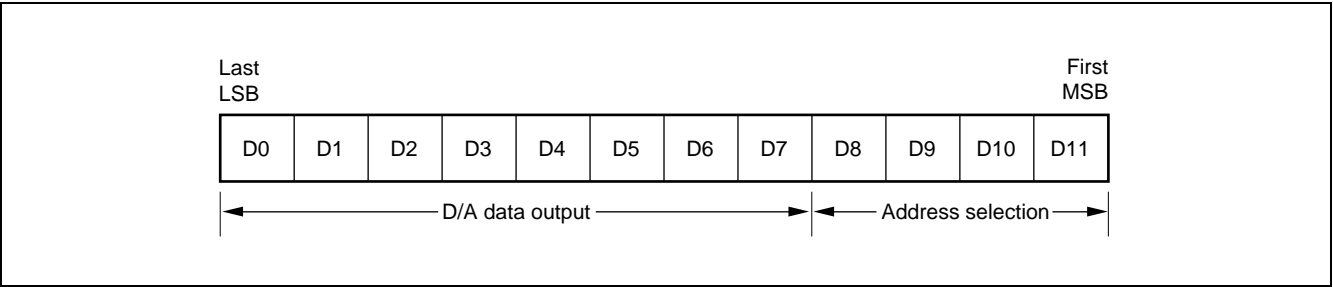 Last First
LSB MSB
D0 D1 D2 D3 D4 D5 D6 D7 D8 D9 D10 D11
D/A data output Address selection